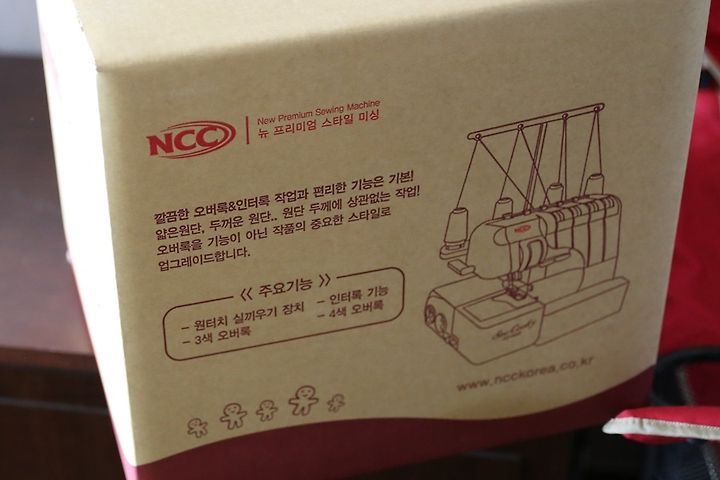 NCC
New Premium Sewing Machine
뉴 프리미엄 스타일 미싱
깔끔한 오버록&인터록 작업과 편리한 기능은 기본!
얇은원단, 두꺼운 원단.. 원단 두께에 상관없는 작업!
오버록을 기능이 아닌 작품의 중요한 스타일로
업그레이드합니다.
《 주요기능 》
- 원터치 실끼우기 장치 - 인터록 기능
- 3색 오버록 - 4색 오버록
NCC
www.ncckorea.co.kr